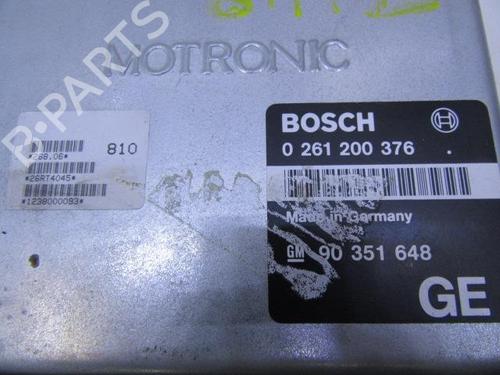 MOTRONIC
B-PARTS
810
*268.06*
*26RT4045*
*1238000093*
BOSCH
0 261 200 376 .
Made in Germany
GM 90 351 648
GE